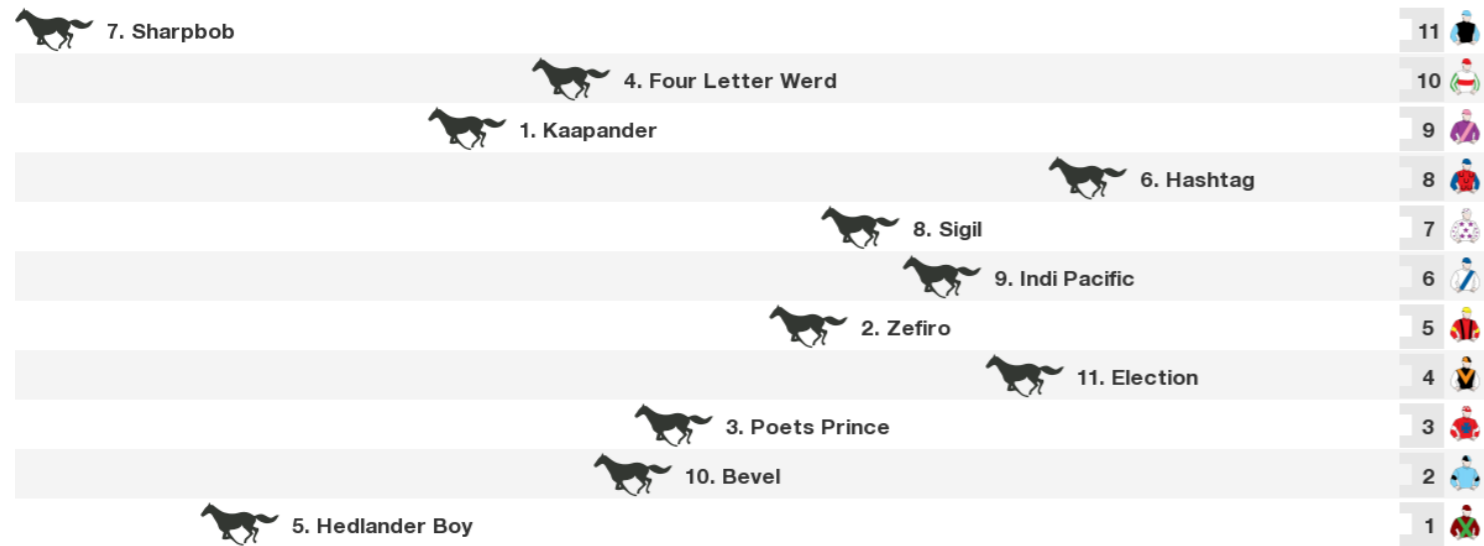 7. Sharpbob 11
4. Four Letter Werd 10
1. Kaapander 9
6. Hashtag 8
8. Sigil 7
9. Indi Pacific 6
2. Zefiro 5
11. Election 4
3. Poets Prince 3
10. Bevel 2
5. Hedlander Boy 1